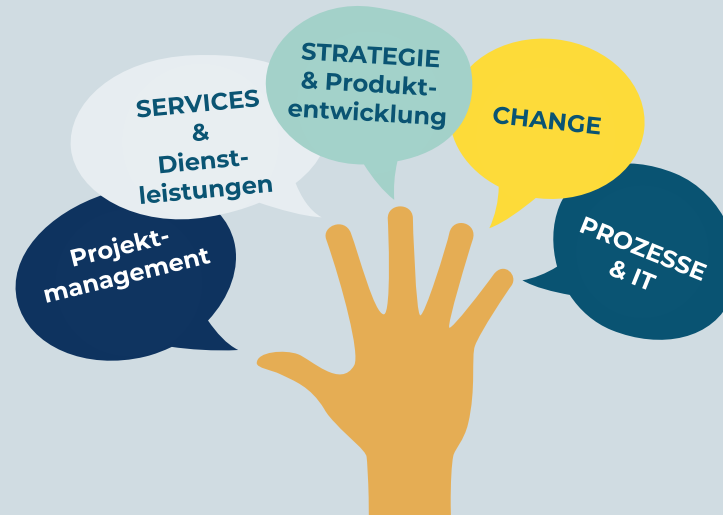 Projekt-
management
SERVICES
&
Dienst-
leistungen
STRATEGIE
& Produkt-
entwicklung
CHANGE
PROZESSE
& IT